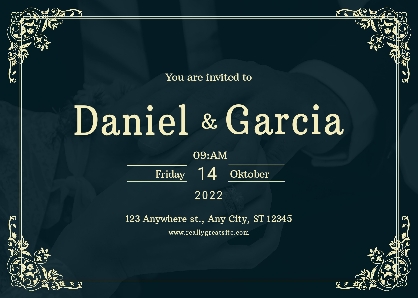 You are invited to
Daniel & Garcia
09:AM
Friday 14 Oktober
2022
123 Anywhere st., Any City, ST 12345
www.reallygreatsite.com